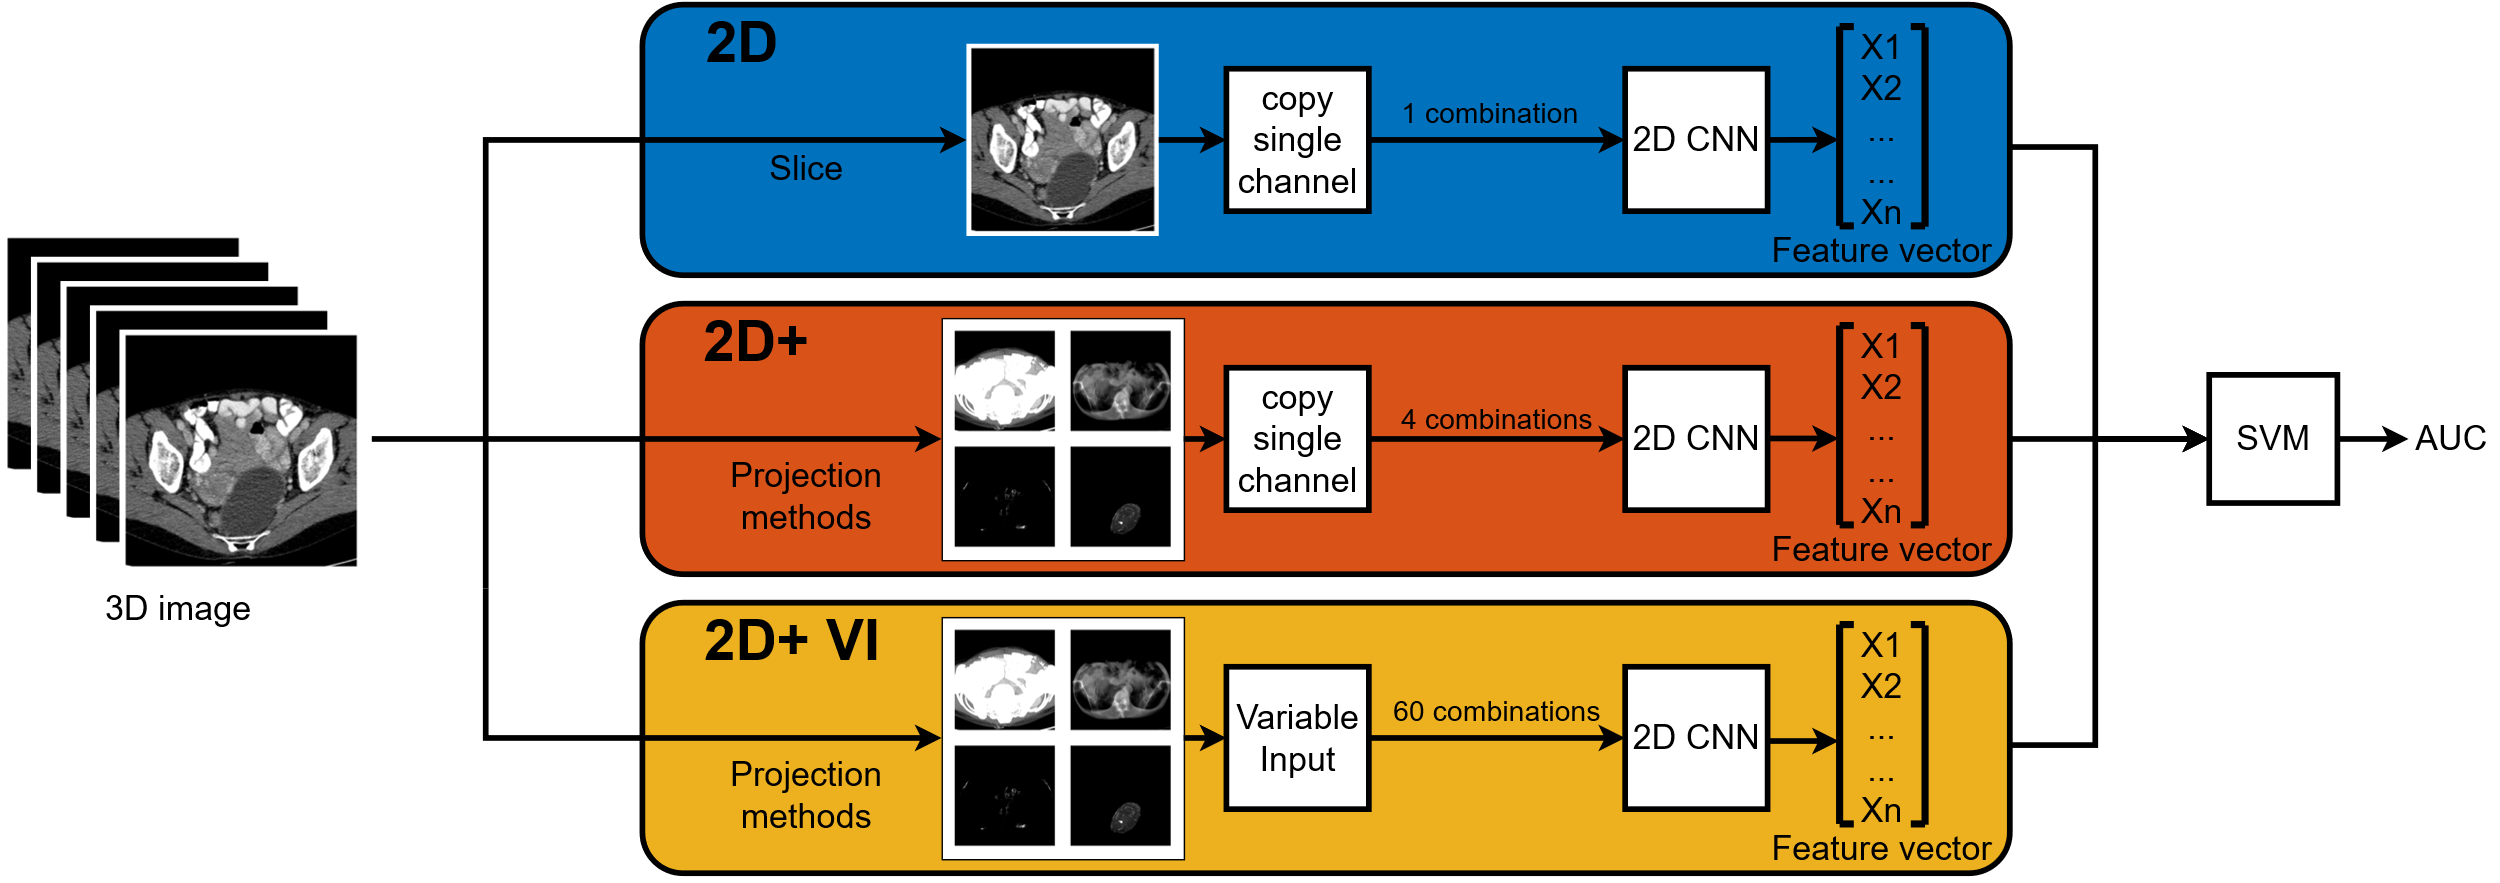 3D image
2D
Slice
copy
single
channel
1 combination
2D CNN
X1
X2
...
...
Xn
Feature vector
2D+
Projection
methods
copy
single
channel
4 combinations
2D CNN
X1
X2
...
...
Xn
Feature vector
2D+ VI
Projection
methods
Variable
Input
60 combinations
2D CNN
X1
X2
...
...
Xn
Feature vector
SVM
AUC